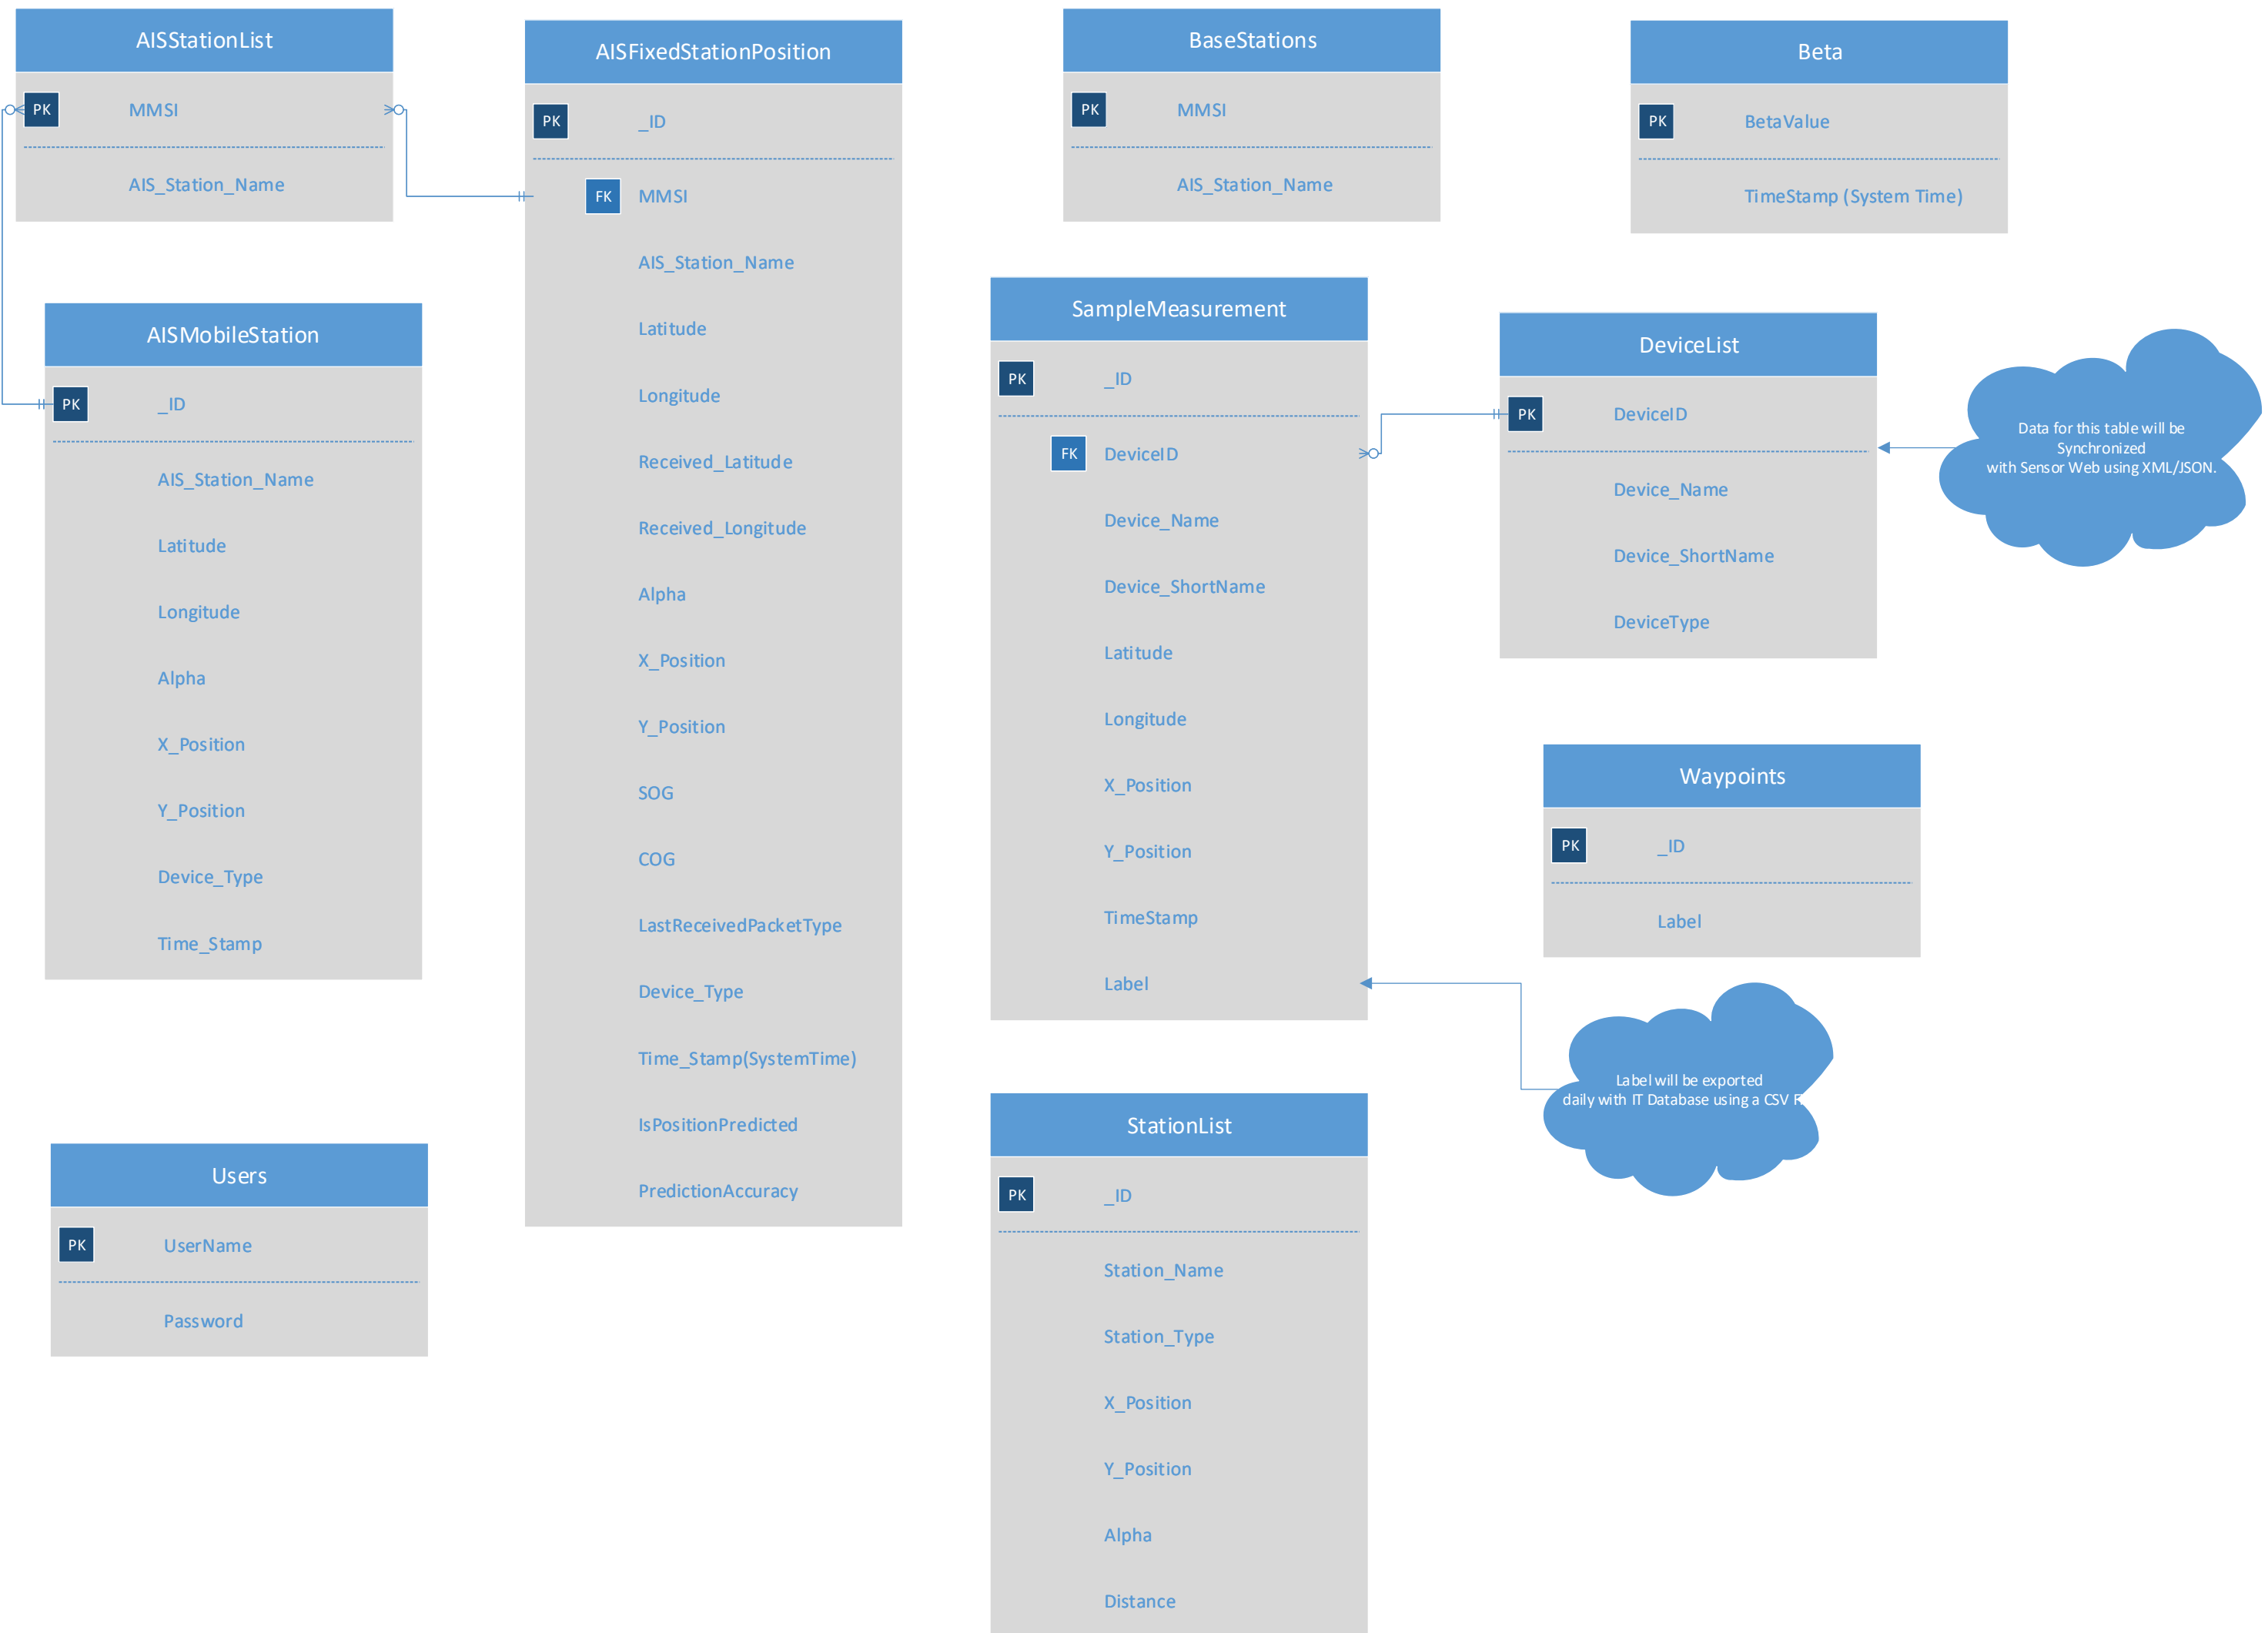 AISStationList
PK MMSI
AIS_Station_Name
AISFixedStationPosition
PK _ID
FK MMSI
AIS_Station_Name
Latitude
Longitude
Received_Latitude
Received_Longitude
Alpha
X_Position
Y_Position
SOG
COG
LastReceivedPacketType
Device_Type
Time_Stamp(SystemTime)
IsPositionPredicted
PredictionAccuracy
BaseStations
PK MMSI
AIS_Station_Name
Beta
PK BetaValue
TimeStamp (System Time)
AISMobileStation
PK _ID
AIS_Station_Name
Latitude
Longitude
Alpha
X_Position
Y_Position
Device_Type
Time_Stamp
SampleMeasurement
PK _ID
FK DeviceID
Device_Name
Device_ShortName
Latitude
Longitude
X_Position
Y_Position
TimeStamp
Label
DeviceList
PK DeviceID
Device_Name
Device_ShortName
DeviceType
Data for this table will be
Synchronized
with Sensor Web using XML/JSON.
Waypoints
PK _ID
Label
Label will be exported
daily with IT Database using a CSV
Users
PK UserName
Password
StationList
PK _ID
Station_Name
Station_Type
X_Position
Y_Position
Alpha
Distance